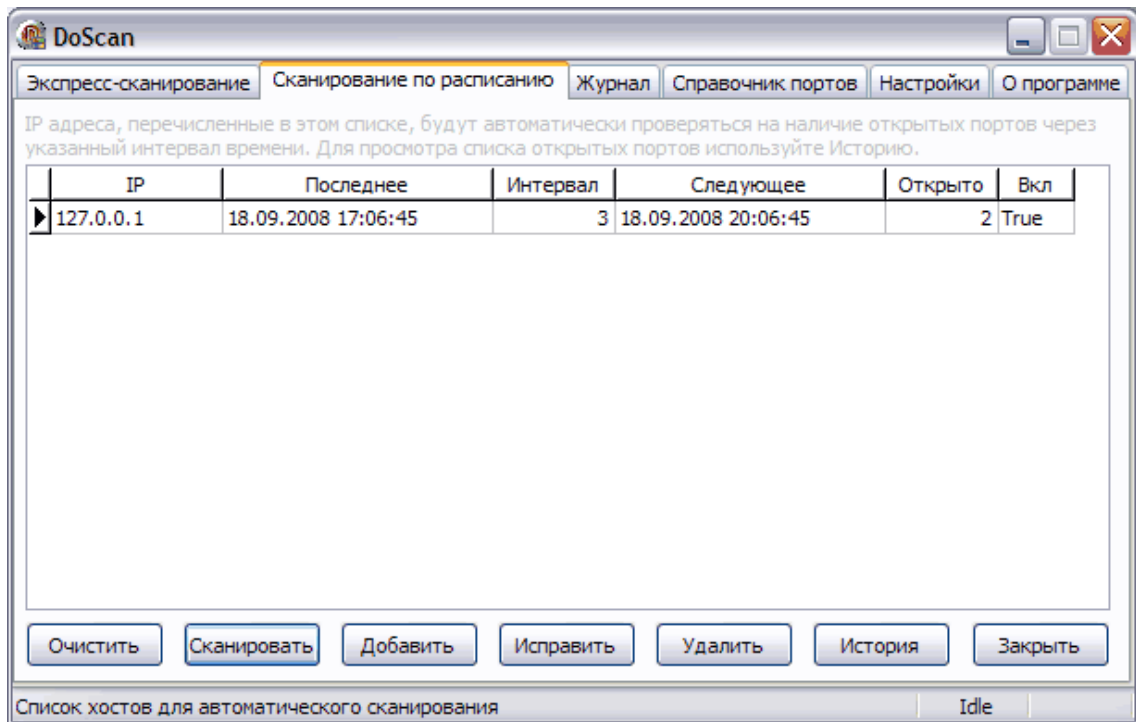 DoScan
Экспресс-сканирование Сканирование по расписанию Журнал Справочник портов Настройки О программе
IP адреса, перечисленные в этом списке, будут автоматически проверяться на наличие открытых портов через
указанный интервал времени. Для просмотра списка открытых портов используйте Историю.
IP Последнее Интервал Следующее Открыто Вкл
127.0.0.1 18.09.2008 17:06:45 3 18.09.2008 20:06:45 2 True
Очистить Сканировать Добавить Исправить Удалить История Закрыть
Список хостов для автоматического сканирования Idle